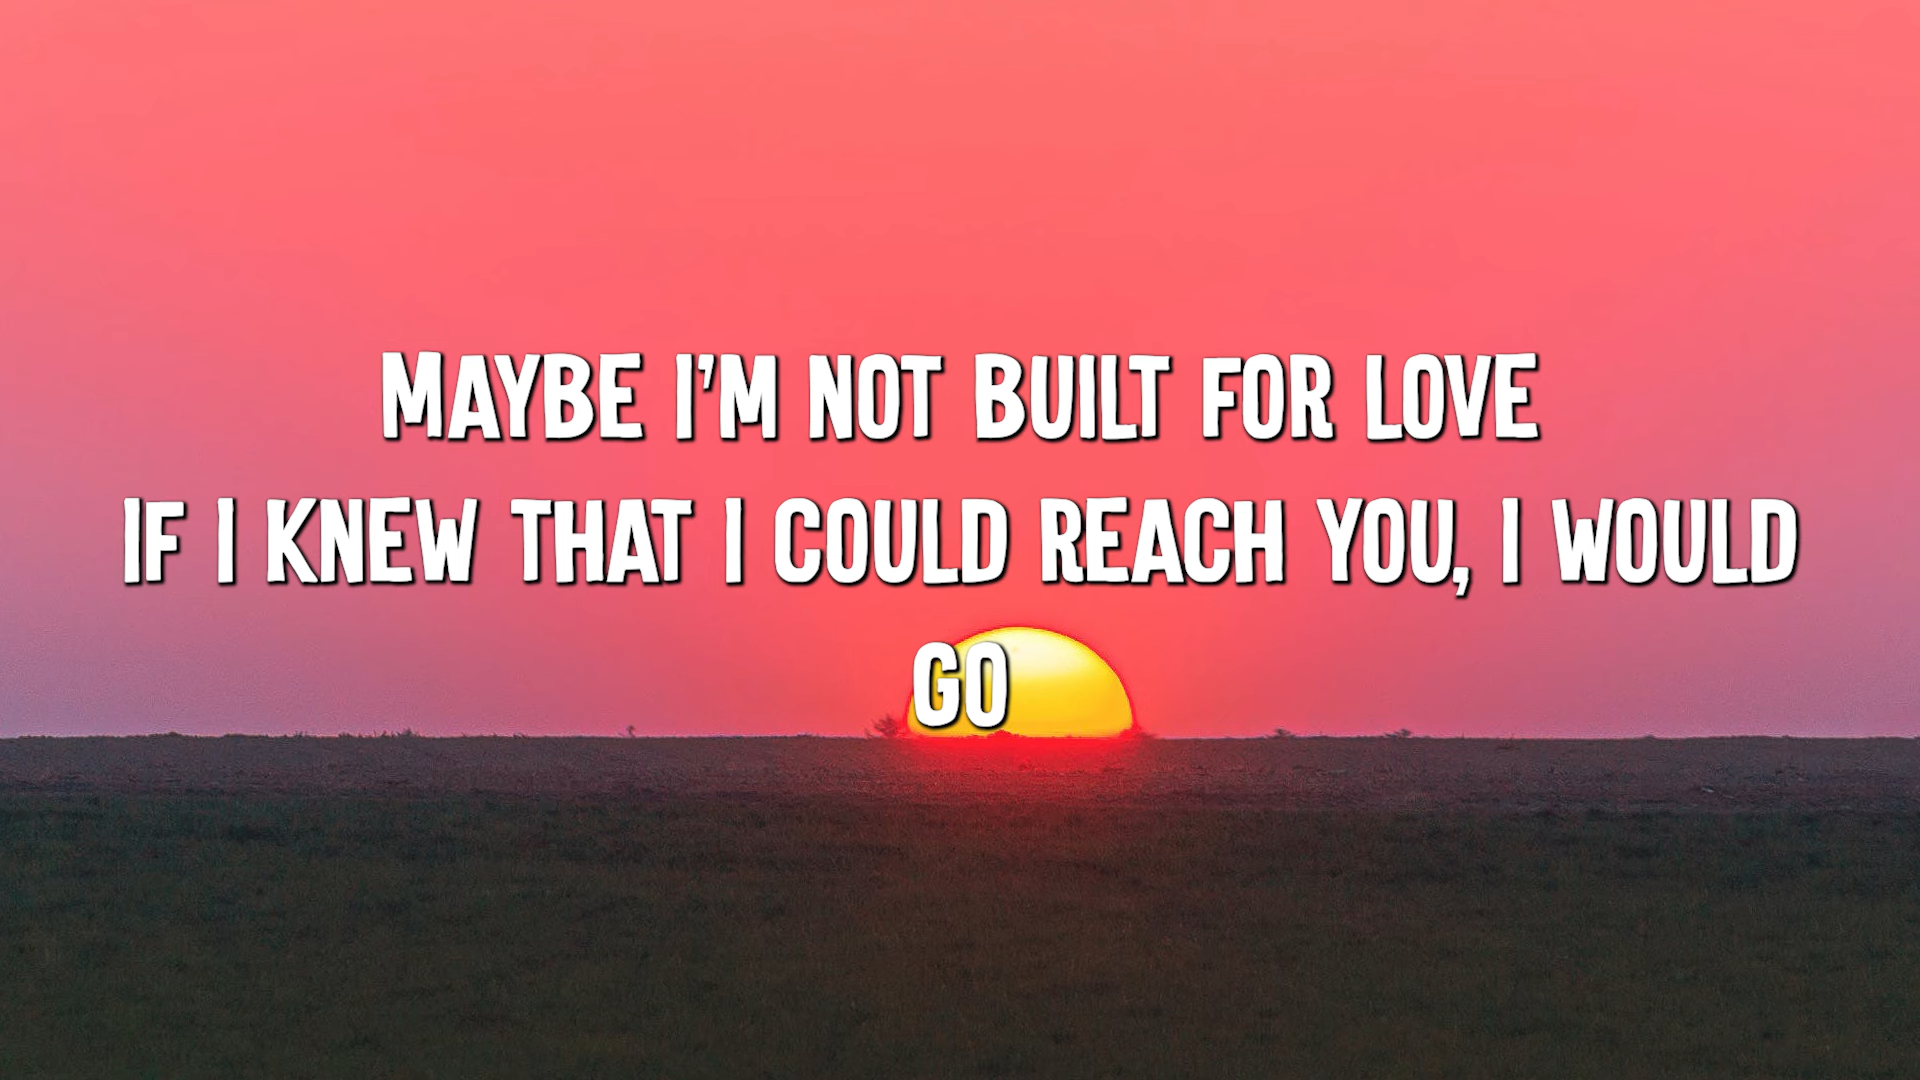 MAYBE I'M NOT BUILT FOR LOVE
IF I KNEW THAT I COULD REACH YOU, I WOULD
GO